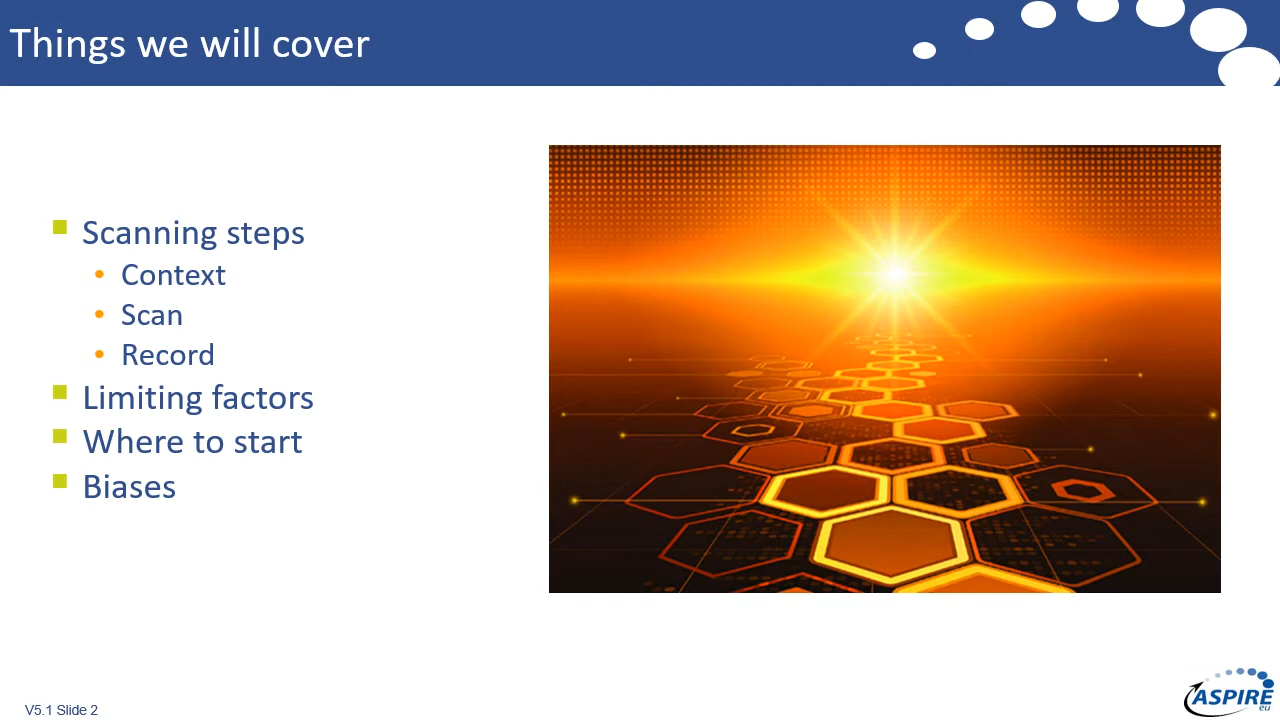 Things we will cover
Scanning steps
Context
Scan
Record
Limiting factors
Where to start
Biases
V5.1 Slide 2
ASPIRE
eu